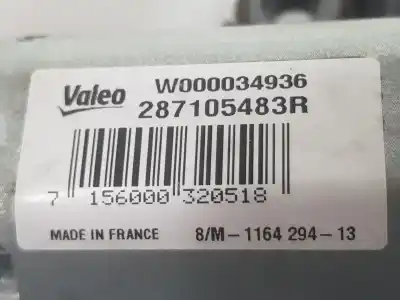 Valeo W000034936
287105483R
7 156000 320518
MADE IN FRANCE 8/M-1164 294-13